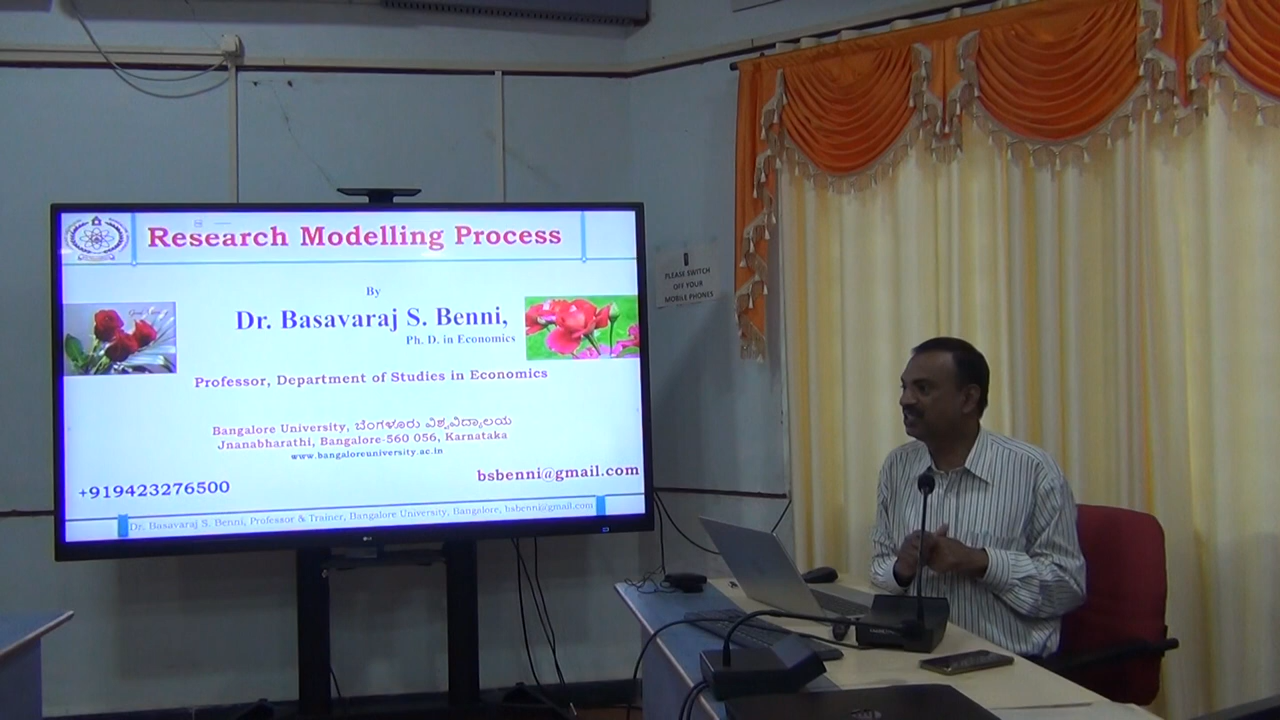 Research Modelling Process
By
Dr. Basavaraj S. Benni,
Ph. D. in Economics
Professor, Department of Studies in Economics
Bangalore University, ಬೆಂಗಳೂರು ವಿಶ್ವವಿದ್ಯಾಲಯ
Jnanabharathi, Bangalore-560 056, Karnataka
www.bangaloreuniversity.ac.in
bsbenni@gmail.com
+919423276500
Dr. Basavaraj S. Benni, Professor & Trainer, Bangalore University, Bangalore, bsbenni@gmail.com
LG
PLEASE SWITCH
OFF YOUR
MOBILE PHONES